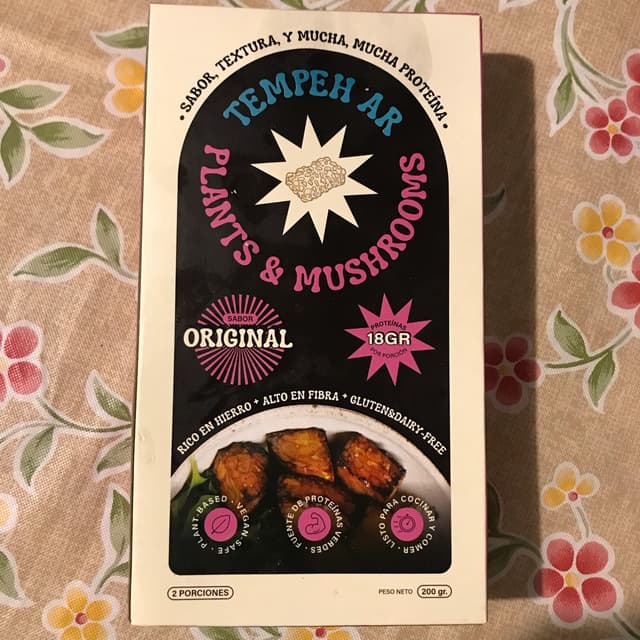 • SABOR, TEXTURA, Y MUCHA, MUCHA PROTEÍNA •
TEMPEH AR
PLANTS & MUSHROOMS
SABOR
ORIGINAL
PROTEÍNAS
18GR
POR PORCIÓN
RICO EN HIERRO + ALTO EN FIBRA + GLUTEN&DAIRY-FREE
PLANT-BASED • VEGAN-SAFE •
FUENTE DE PROTEÍNAS VERDES •
LISTO PARA COCINAR Y COMER •
2 PORCIONES
PESO NETO 200 gr.